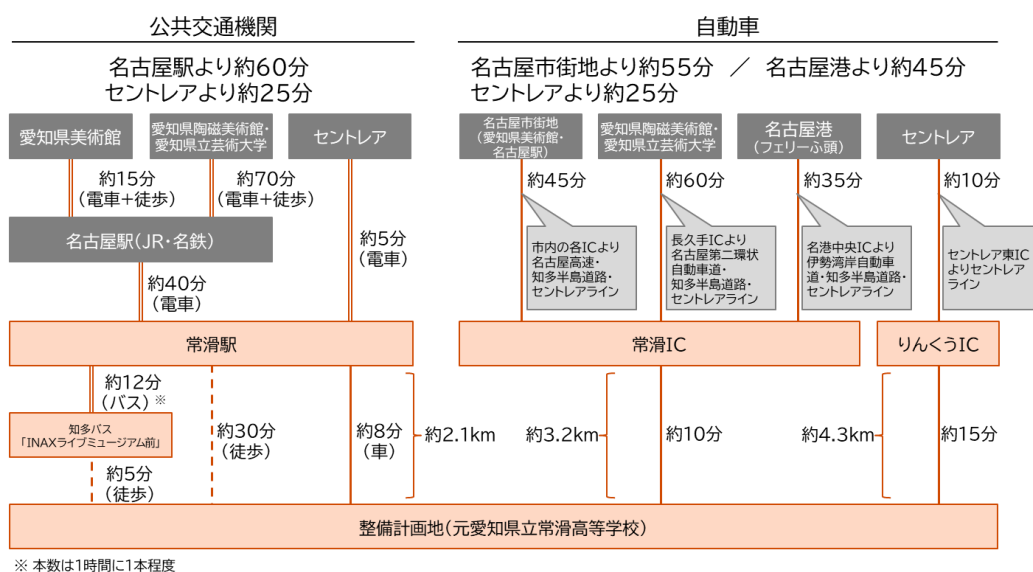 公共交通機関
名古屋駅より約60分
セントレアより約25分
愛知県美術館
愛知県陶磁美術館・
愛知県立芸術大学
セントレア
約15分
(電車+徒歩)
約70分
(電車+徒歩)
名古屋駅(JR・名鉄)
約5分
(電車)
約40分
(電車)
常滑駅
約12分
(バス)※
知多バス
「INAXライブミュージアム前」
約5分
(徒歩)
約30分
(徒歩)
約8分
(車)
約2.1km
自動車
名古屋市街地より約55分 ／ 名古屋港より約45分
セントレアより約25分
名古屋市街地
(愛知県美術館・
名古屋駅)
愛知県陶磁美術館・
愛知県立芸術大学
名古屋港
(フェリーふ頭)
セントレア
約45分
約60分
約35分
約10分
市内の各ICより
名古屋高速・
知多半島道路・
セントレアライン
長久手ICより
名古屋第二環状
自動車道・
知多半島道路・
セントレアライン
名港中央ICより
伊勢湾岸自動車
道・知多半島道路・
セントレアライン
セントレア東IC
よりセントレア
ライン
常滑IC
りんくうIC
約3.2km
約10分
約4.3km
約15分
整備計画地(元愛知県立常滑高等学校)
※ 本数は1時間に1本程度